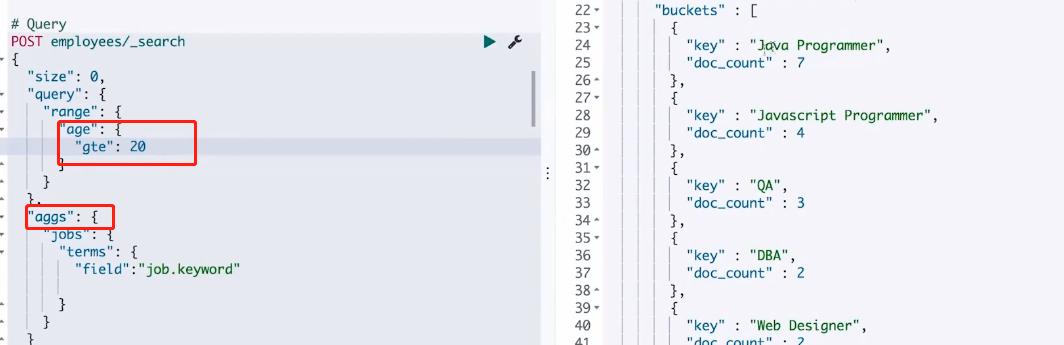 # Query
POST employees/_search
{
"size": 0,
"query": {
"range": {
"age": {
"gte": 20
}
}
},
"aggs": {
"jobs": {
"terms": {
"field":"job.keyword"
}
}
}
22
"buckets" : [
23
{
24
"key" : "Java Programmer",
25
"doc_count" : 7
26
},
27
{
28
"key" : "Javascript Programmer",
29
"doc_count" : 4
30
},
31
{
32
"key" : "QA",
33
"doc_count" : 3
34
},
35
{
36
"key" : "DBA",
37
"doc_count" : 2
38
},
39
{
40
"key" : "Web Designer",
41
"doc_count" : 2